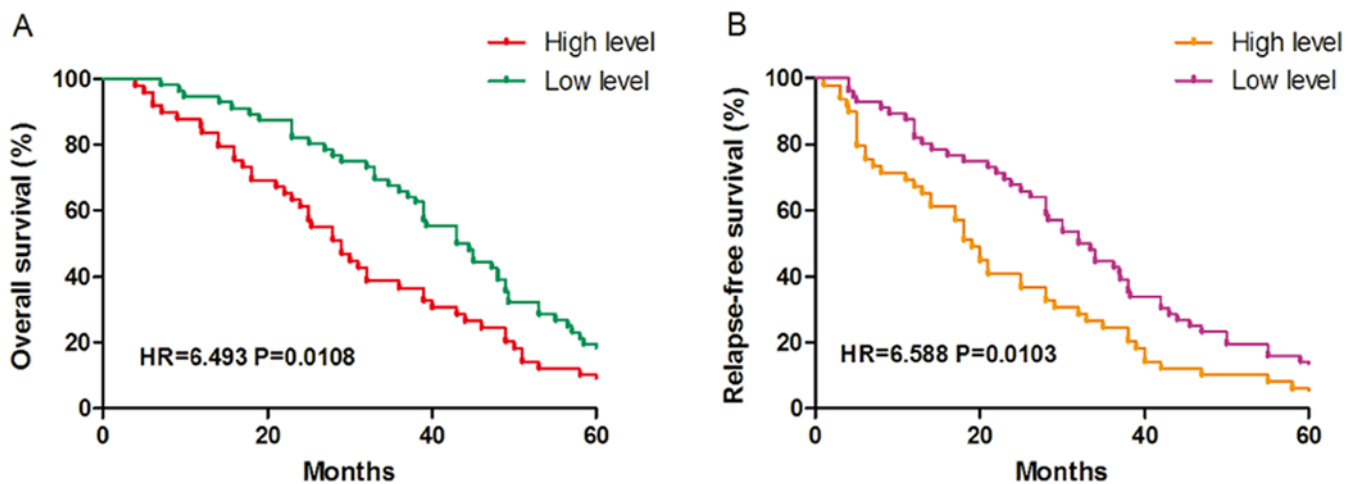 A
High level
Low level
Overall survival (%)
100
80
60
40
20
0
HR=6.493 P=0.0108
0 20 40 60
Months
B
High level
Low level
Relapse-free survival (%)
100
80
60
40
20
0
HR=6.588 P=0.0103
0 20 40 60
Months